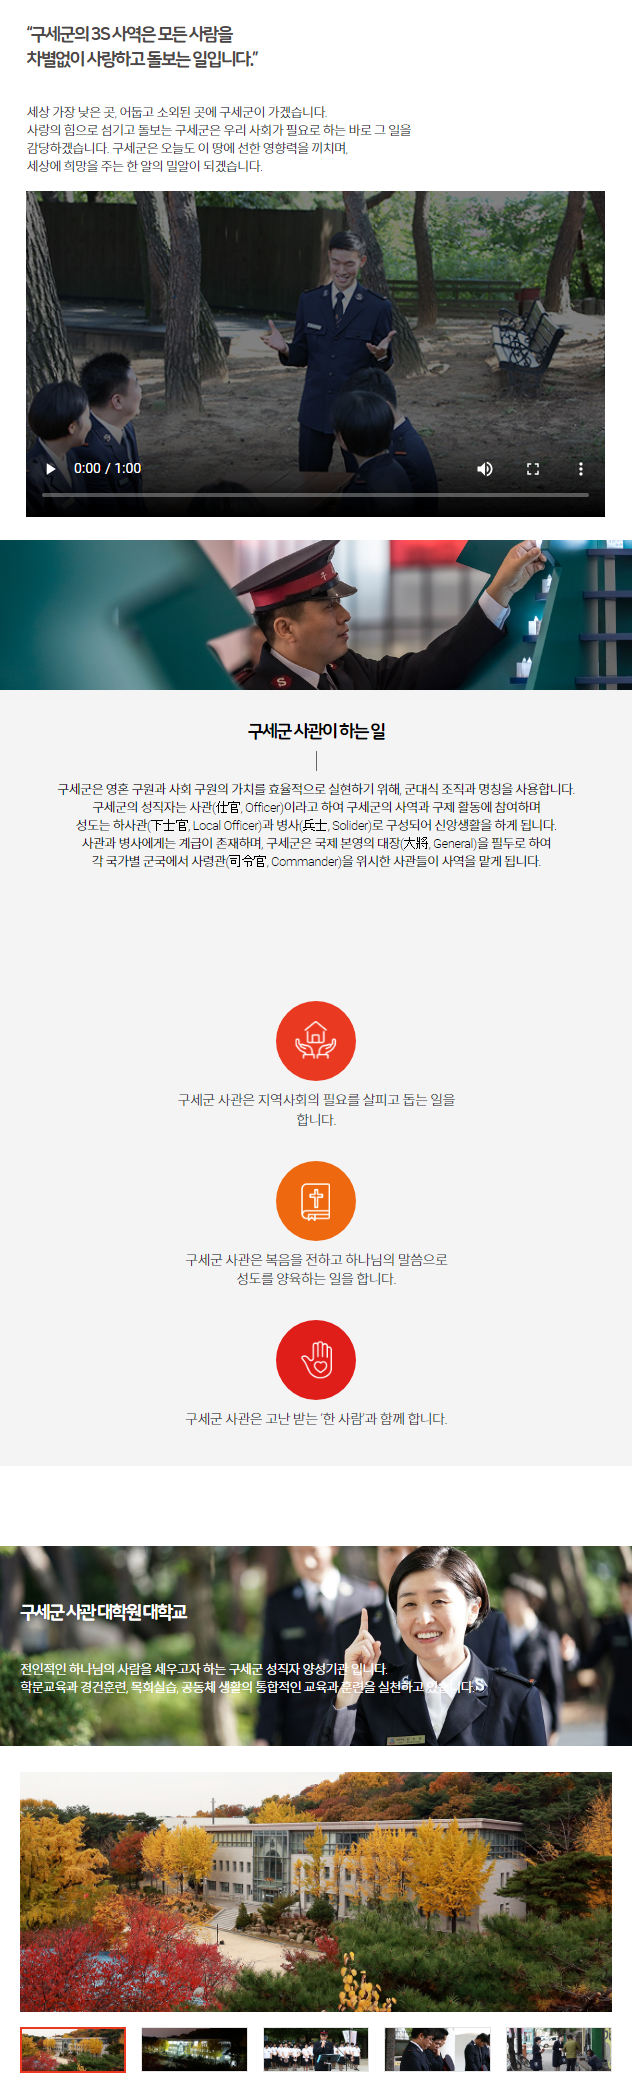 “구세군의 3S 사역은 모든 사람을
차별없이 사랑하고 돌보는 일입니다.”
세상 가장 낮은 곳, 어둡고 소외된 곳에 구세군이 가겠습니다.
사랑의 힘으로 섬기고 돌보는 구세군은 우리 사회가 필요로 하는 바로 그 일을
감당하겠습니다. 구세군은 오늘도 이 땅에 선한 영향력을 끼치며,
세상에 희망을 주는 한 알의 밀알이 되겠습니다.
0:00 / 1:00
구세군 사관이 하는 일
구세군은 영혼 구원과 사회 구원의 가치를 효율적으로 실현하기 위해, 군대식 조직과 명칭을 사용합니다.
구세군의 성직자는 사관(仕官, Officer)이라고 하여 구세군의 사역과 구제 활동에 참여하며
성도는 하사관(下士官, Local Officer)과 병사(兵士, Solider)로 구성되어 신앙생활을 하게 됩니다.
사관과 병사에게는 계급이 존재하며, 구세군은 국제 본영의 대장(大將, General)을 필두로 하여
각 국가별 군국에서 사령관(司令官, Commander)을 위시한 사관들이 사역을 맡게 됩니다.
구세군 사관은 지역사회의 필요를 살피고 돕는 일을
합니다.
구세군 사관은 복음을 전하고 하나님의 말씀으로
성도를 양육하는 일을 합니다.
구세군 사관은 고난 받는 ‘한 사람’과 함께 합니다.
구세군 사관 대학원 대학교
전인적인 하나님의 사람을 세우고자 하는 구세군 성직자 양성기관 입니다.
학문교육과 경건훈련, 목회실습, 공동체 생활의 통합적인 교육과 훈련을 실천하고 있습니다.